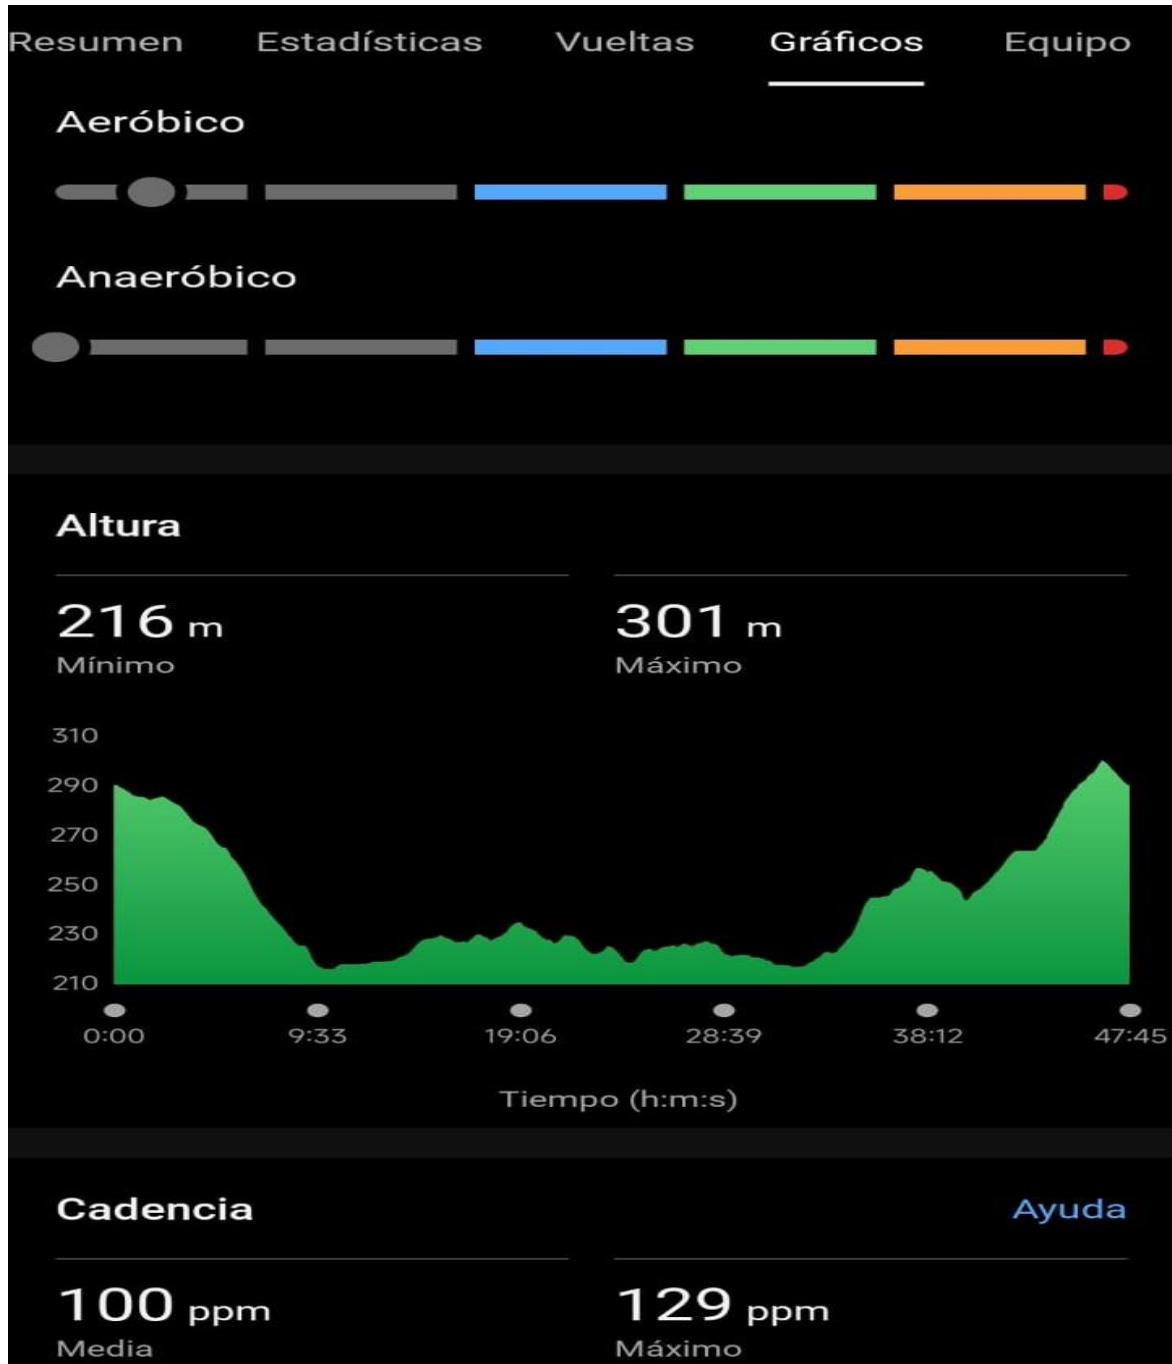 Resumen Estadísticas Vueltas Gráficos Equipo
Aeróbico
Anaeróbico
Altura
216 m 301 m
Mínimo Máximo
310
290
270
250
230
210
0:00 9:33 19:06 28:39 38:12 47:45
Tiempo (h:m:s)
Cadencia Ayuda
100 ppm 129 ppm
Media Máximo